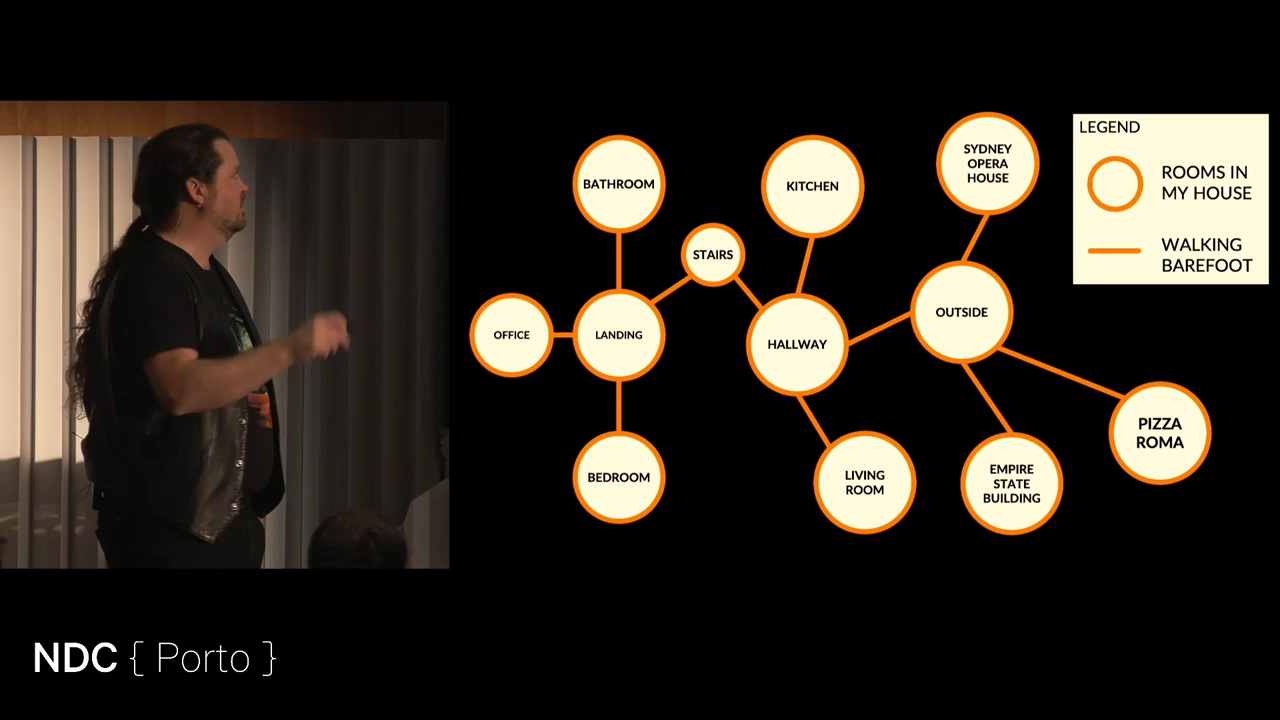 SYDNEY
OPERA
HOUSE
LEGEND
ROOMS IN
MY HOUSE
WALKING
BAREFOOT
BATHROOM
KITCHEN
STAIRS
OFFICE
LANDING
HALLWAY
OUTSIDE
BEDROOM
LIVING
ROOM
EMPIRE
STATE
BUILDING
PIZZA
ROMA
NDC { Porto }